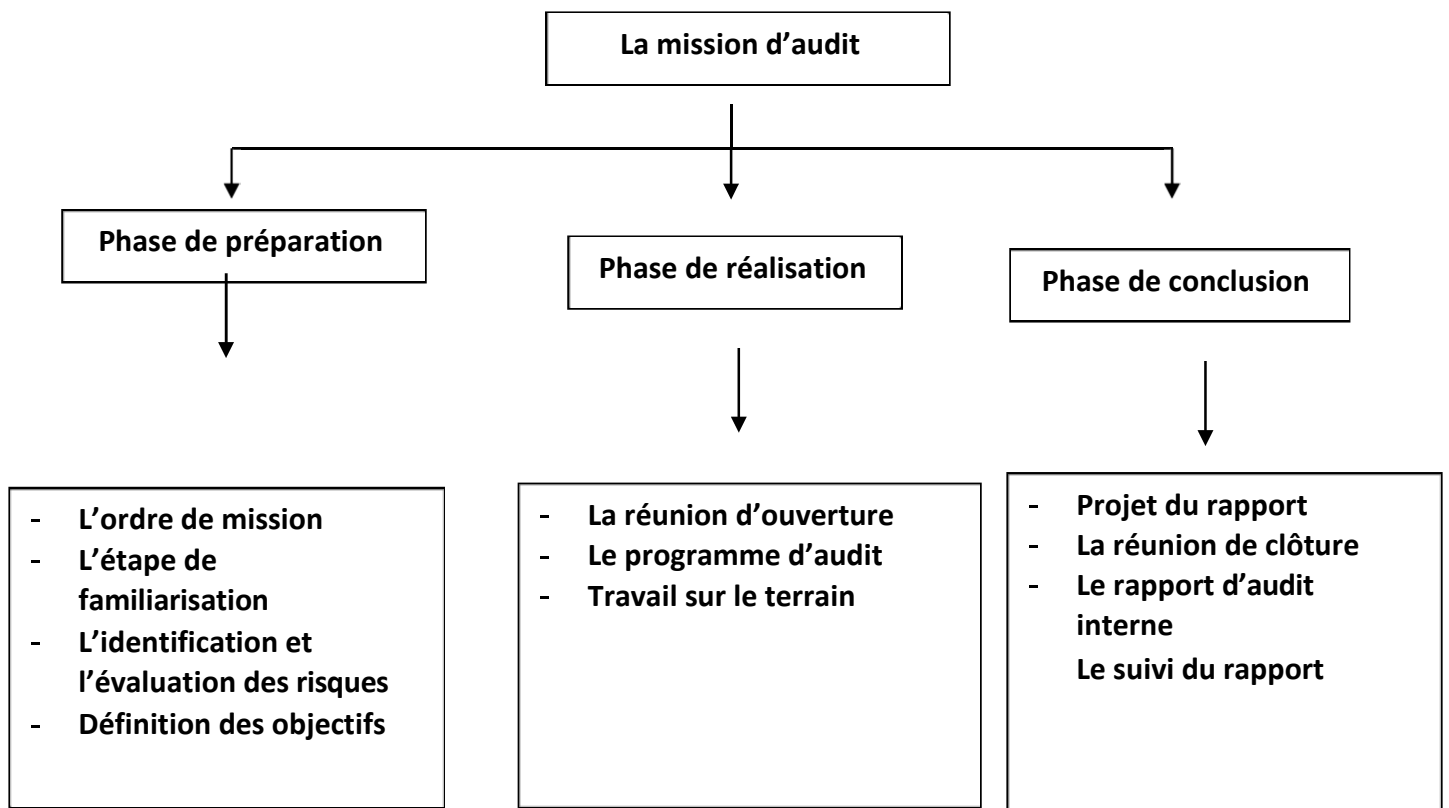 La mission d’audit
Phase de préparation
Phase de réalisation
Phase de conclusion
- L’ordre de mission
- L’étape de
familiarisation
- L’identification et
l’évaluation des risques
- Définition des objectifs
- La réunion d’ouverture
- Le programme d’audit
- Travail sur le terrain
- Projet du rapport
- La réunion de clôture
- Le rapport d’audit
interne
Le suivi du rapport